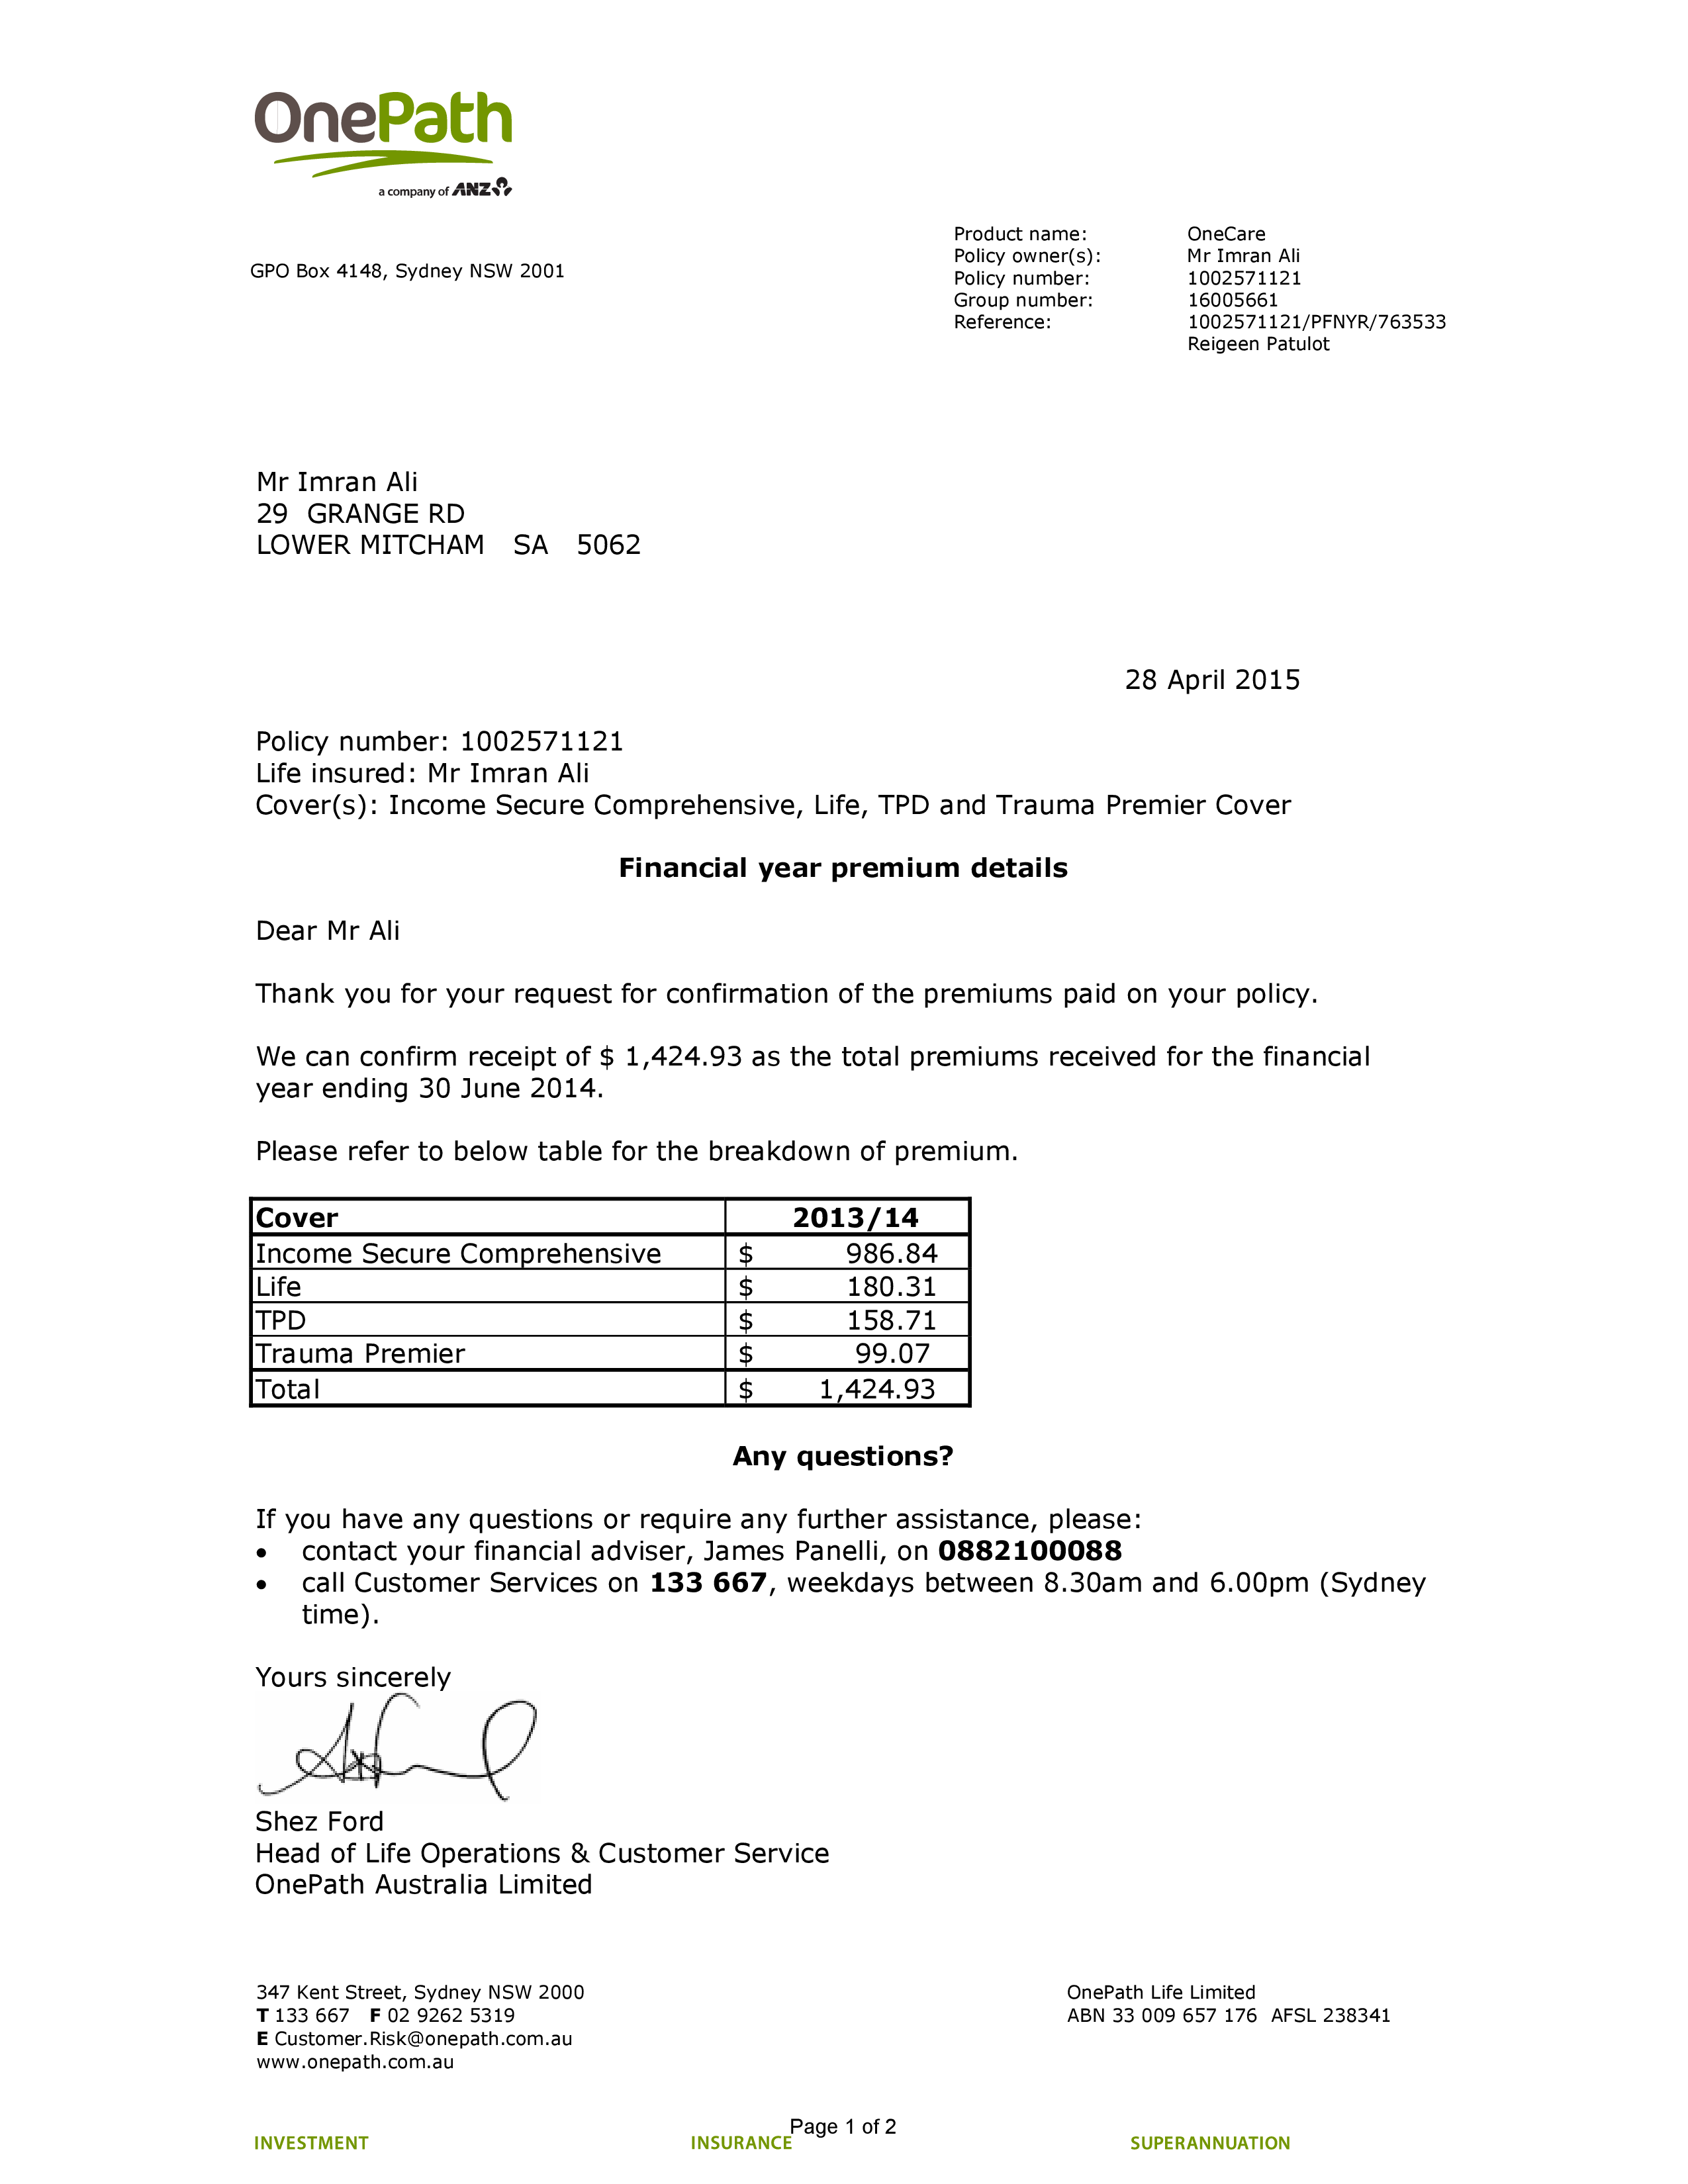 OnePath
a company of ANZ
GPO Box 4148, Sydney NSW 2001
Product name: OneCare
Policy owner(s): Mr Imran Ali
Policy number: 1002571121
Group number: 16005661
Reference: 1002571121/PFNYR/763533
Reigeen Patulot
Mr Imran Ali
29 GRANGE RD
LOWER MITCHAM SA 5062
28 April 2015
Policy number: 1002571121
Life insured: Mr Imran Ali
Cover(s): Income Secure Comprehensive, Life, TPD and Trauma Premier Cover
Financial year premium details
Dear Mr Ali
Thank you for your request for confirmation of the premiums paid on your policy.
We can confirm receipt of $ 1,424.93 as the total premiums received for the financial
year ending 30 June 2014.
Please refer to below table for the breakdown of premium.
Cover 2013/14
Income Secure Comprehensive $ 986.84
Life $ 180.31
TPD $ 158.71
Trauma Premier $ 99.07
Total $ 1,424.93
Any questions?
If you have any questions or require any further assistance, please:
• contact your financial adviser, James Panelli, on 0882100088
• call Customer Services on 133 667, weekdays between 8.30am and 6.00pm (Sydney
time).
Yours sincerely
Shez Ford
Head of Life Operations & Customer Service
OnePath Australia Limited
347 Kent Street, Sydney NSW 2000
T 133 667 F 02 9262 5319
E Customer.Risk@onepath.com.au
www.onepath.com.au
OnePath Life Limited
ABN 33 009 657 176 AFSL 238341
Page 1 of 2
INVESTMENT INSURANCE SUPERANNUATION